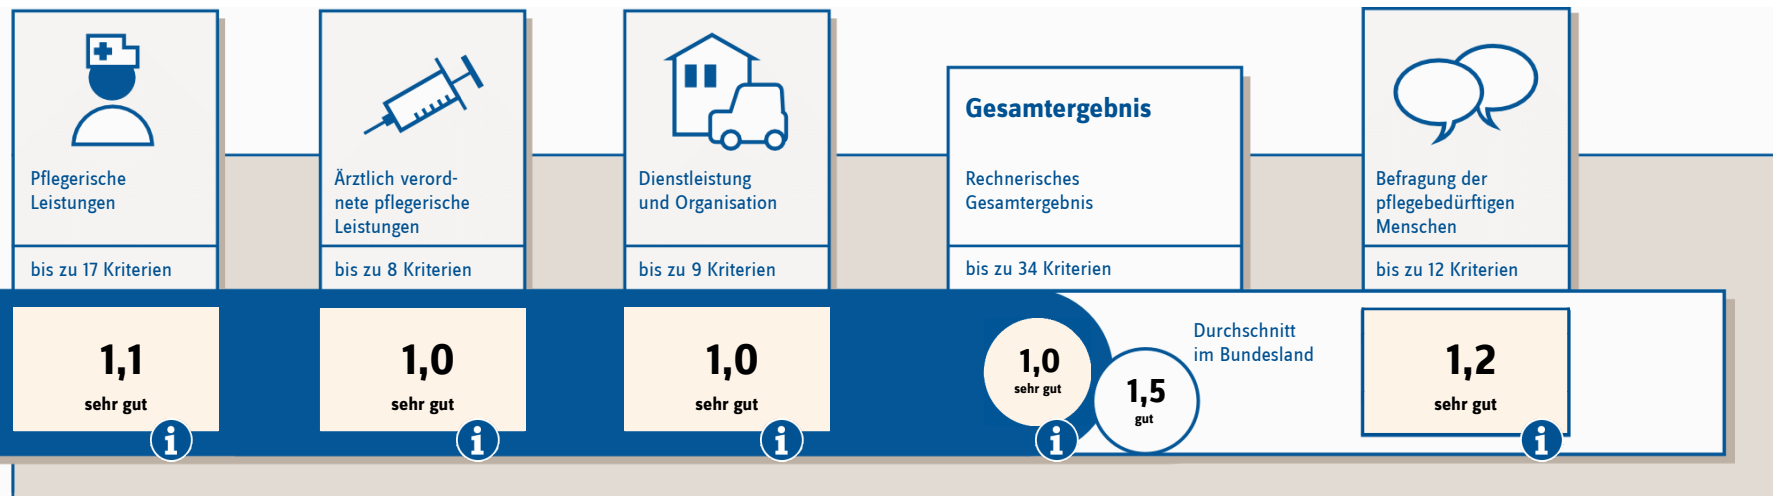 Pflegerische
Leistungen
bis zu 17 Kriterien
1,1
sehr gut
i
Ärztlich verord-
nete pflegerische
Leistungen
bis zu 8 Kriterien
1,0
sehr gut
i
Dienstleistung
und Organisation
bis zu 9 Kriterien
1,0
sehr gut
i
Gesamtergebnis
Rechnerisches
Gesamtergebnis
bis zu 34 Kriterien
1,0
sehr gut
i
1,5
gut
Durchschnitt
im Bundesland
Befragung der
pflegebedürftigen
Menschen
bis zu 12 Kriterien
1,2
sehr gut
i